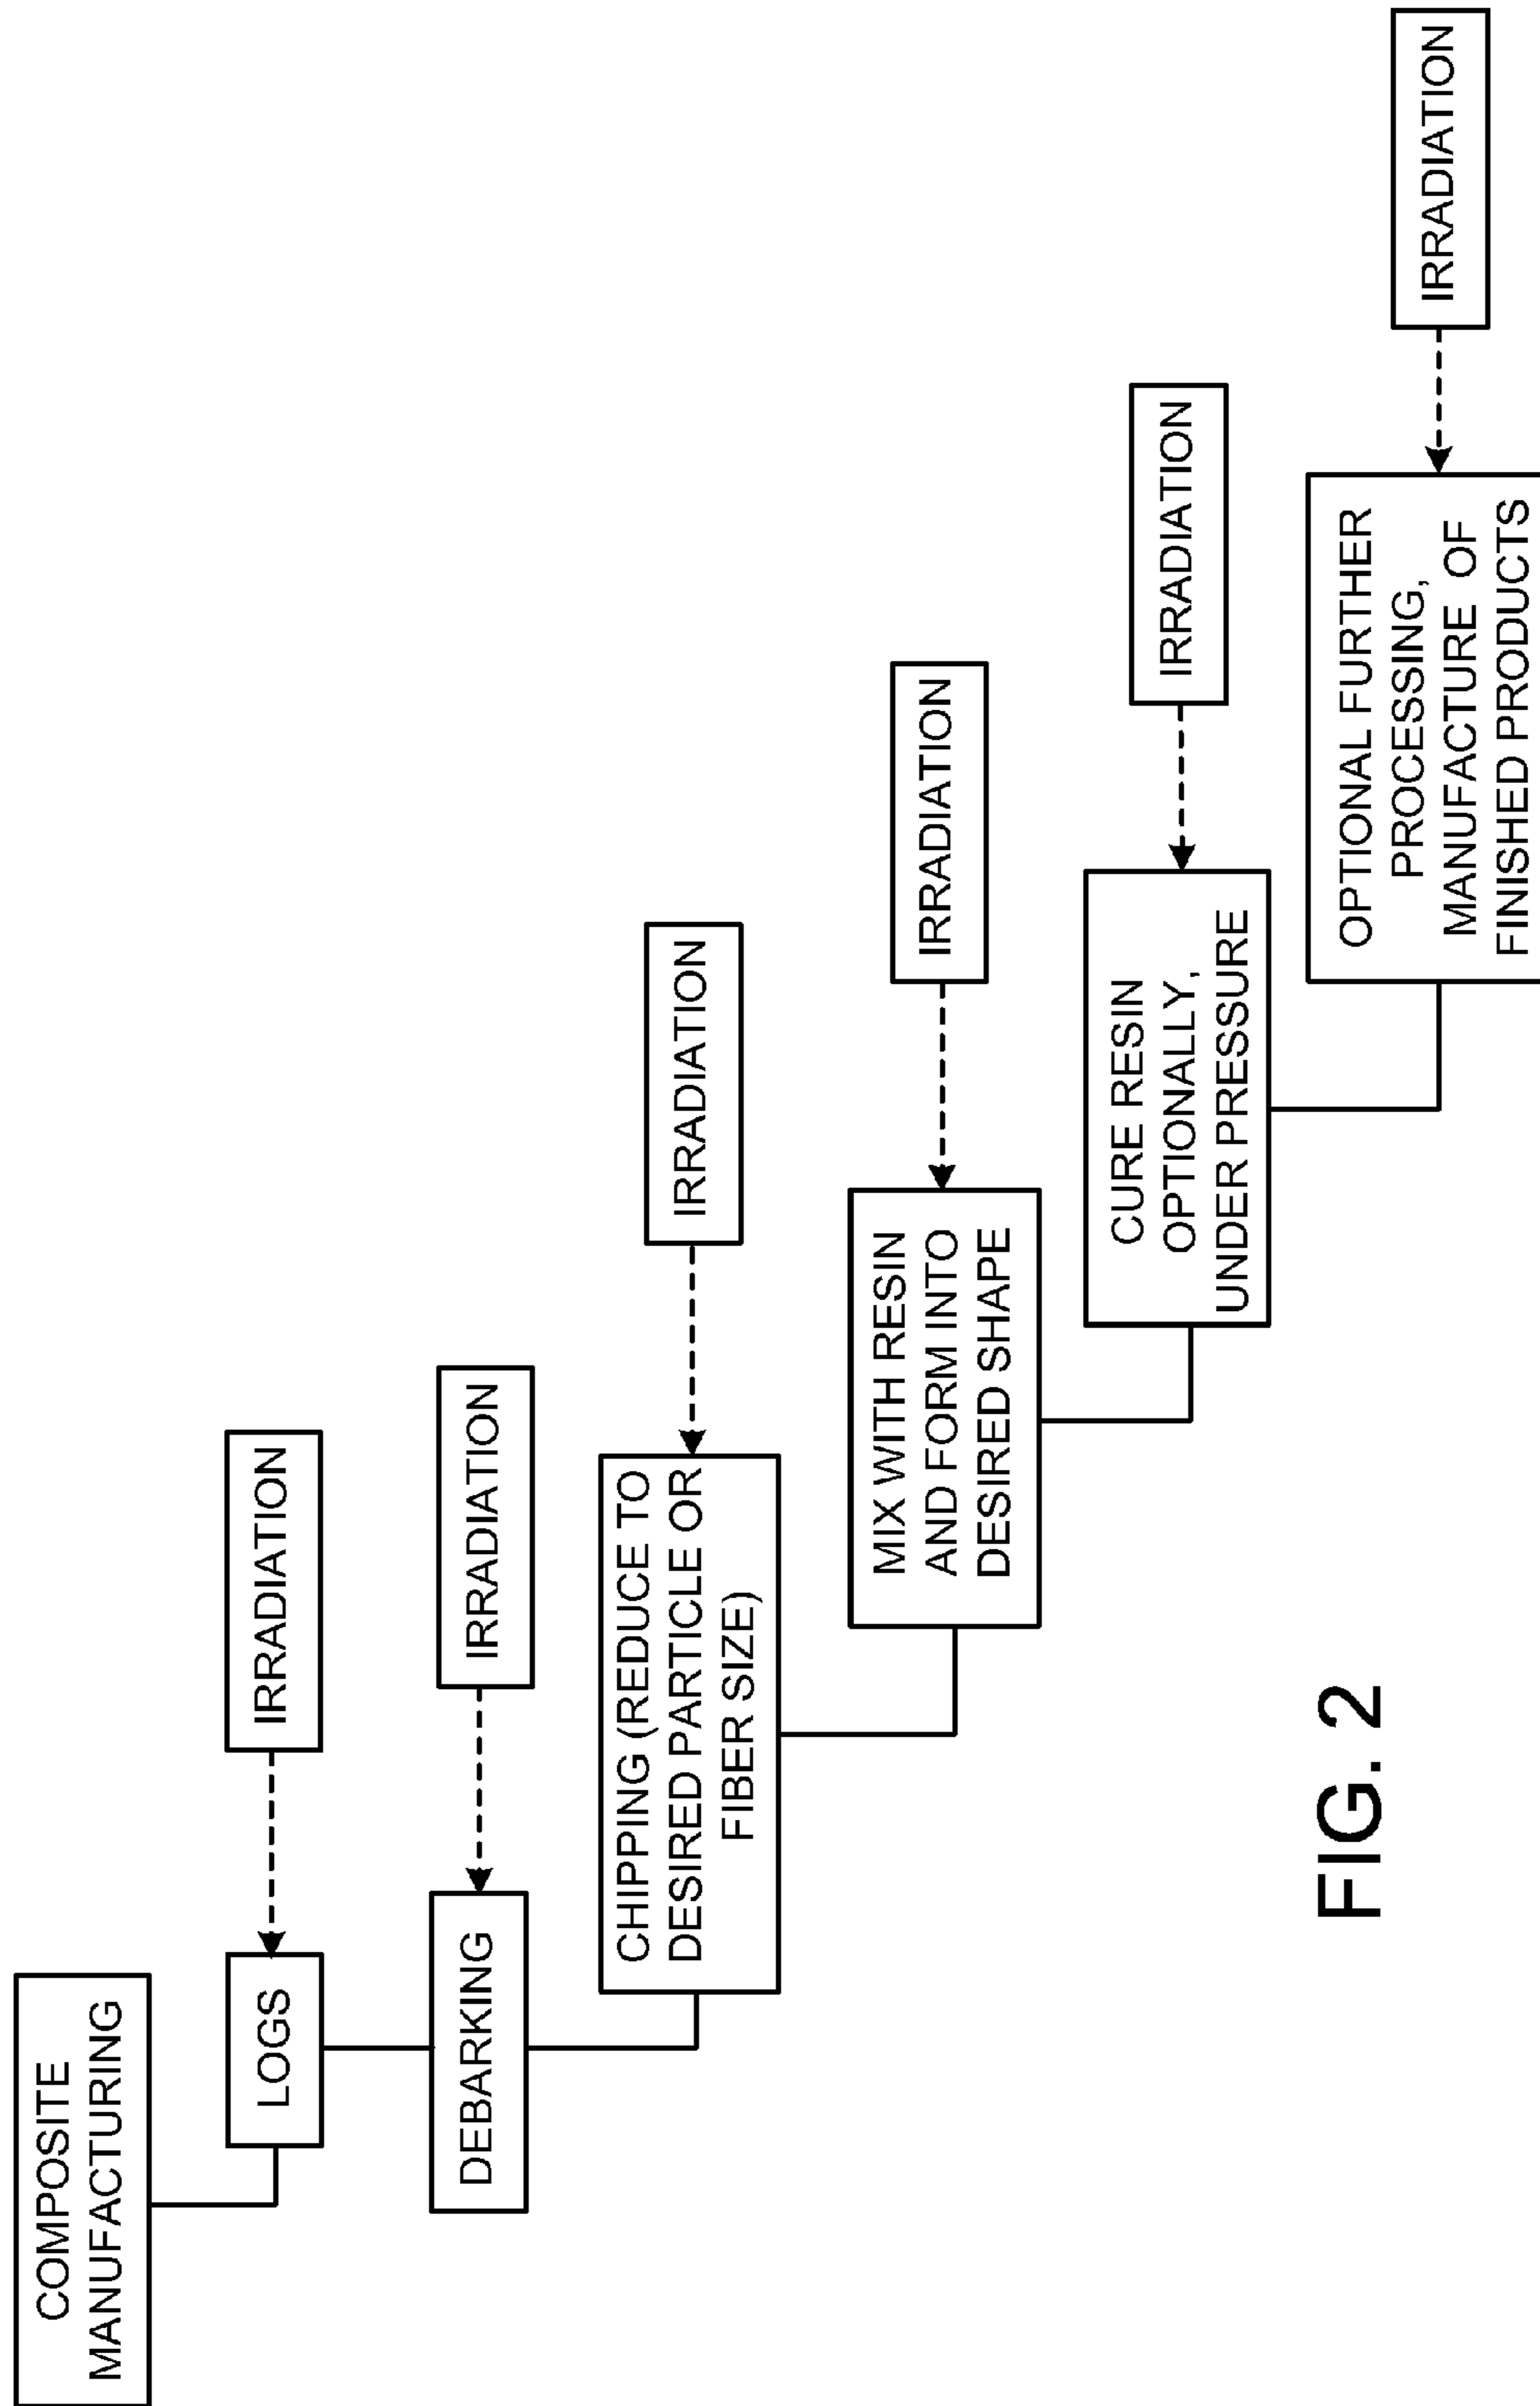 COMPOSITE
MANUFACTURING
LOGS
IRRADIATION
DEBARKING
IRRADIATION
CHIPPING (REDUCE TO
DESIRED PARTICLE OR
FIBER SIZE)
IRRADIATION
MIX WITH RESIN
AND FORM INTO
DESIRED SHAPE
IRRADIATION
CURE RESIN
OPTIONALLY,
UNDER PRESSURE
IRRADIATION
OPTIONAL FURTHER
PROCESSING,
MANUFACTURE OF
FINISHED PRODUCTS
IRRADIATION
FIG. 2